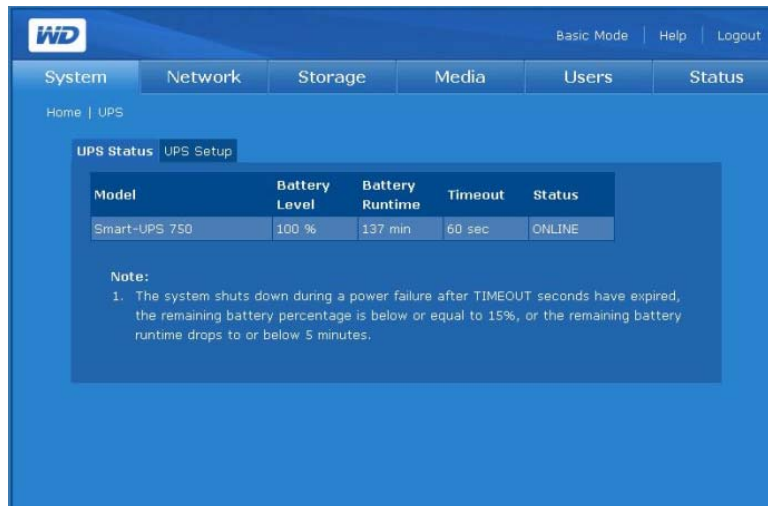 WD
Basic Mode | Help | Logout
System Network Storage Media Users Status
Home | UPS
UPS Status UPS Setup
Model Battery Level Battery Runtime Timeout Status
Smart-UPS 750 100 % 137 min 60 sec ONLINE
Note:
1. The system shuts down during a power failure after TIMEOUT seconds have expired,
the remaining battery percentage is below or equal to 15%, or the remaining battery
runtime drops to or below 5 minutes.